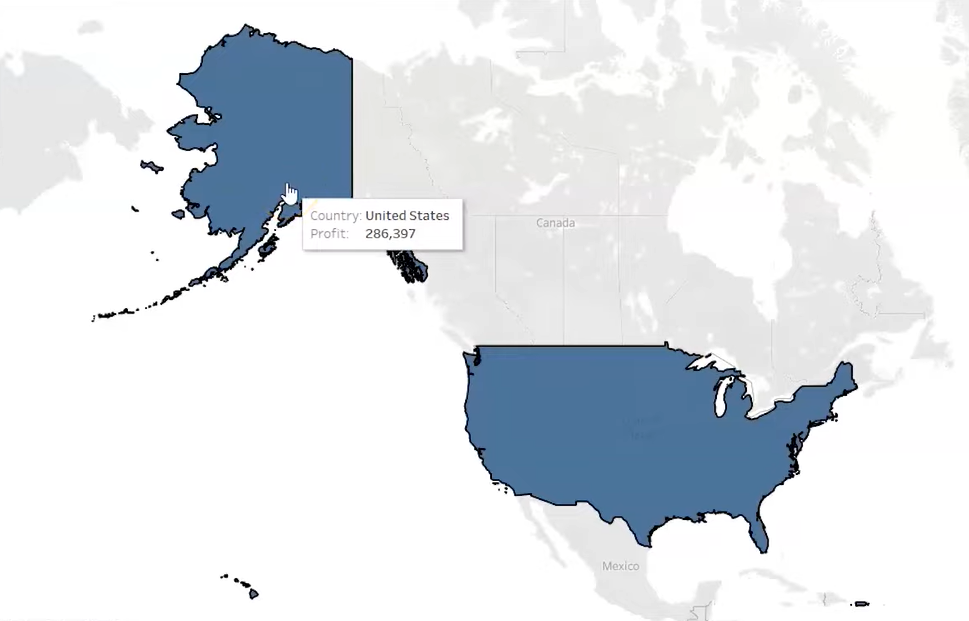 Canada
Country: United States
Profit: 286,397
Mexico